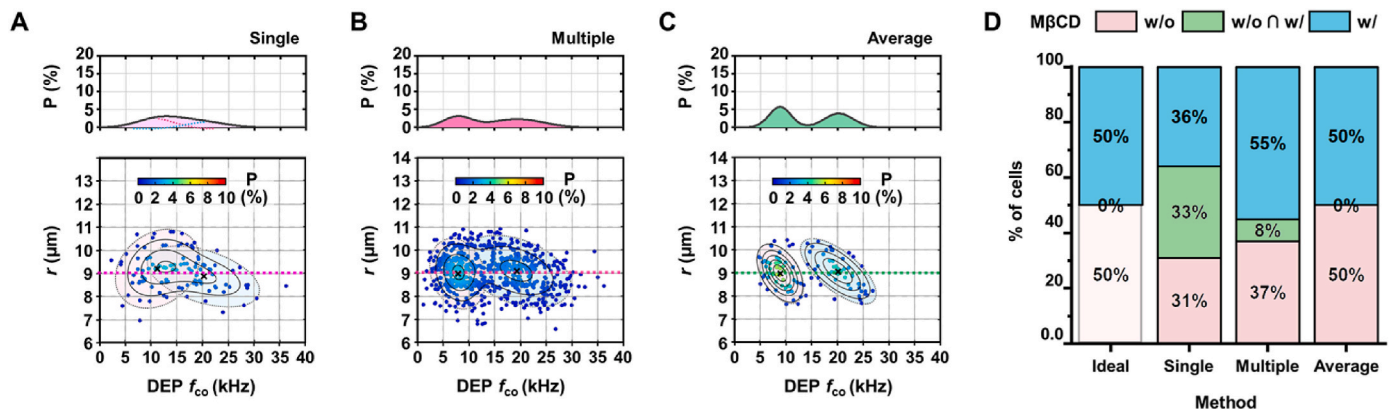 A
Single
P (%)
20
15
10
5
0
r (µm)
13
12
11
10
9
8
7
6
P
0 2 4 6 8 10 (%)
0 5 10 15 20 25 30 35 40
DEP fco (kHz)
B
Multiple
P (%)
20
15
10
5
0
r (µm)
14
13
12
11
10
9
8
7
6
P
0 2 4 6 8 10 (%)
0 5 10 15 20 25 30 35 40
DEP fco (kHz)
C
Average
P (%)
20
15
10
5
0
r (µm)
14
13
12
11
10
9
8
7
6
P
0 2 4 6 8 10 (%)
0 5 10 15 20 25 30 35 40
DEP fco (kHz)
D
MβCD w/o w/o ∩ w/ w/
% of cells
100
80
60
40
20
0.0
50%
0%
50%
36%
33%
31%
55%
8%
37%
50%
0%
50%
Ideal Single Multiple Average
Method